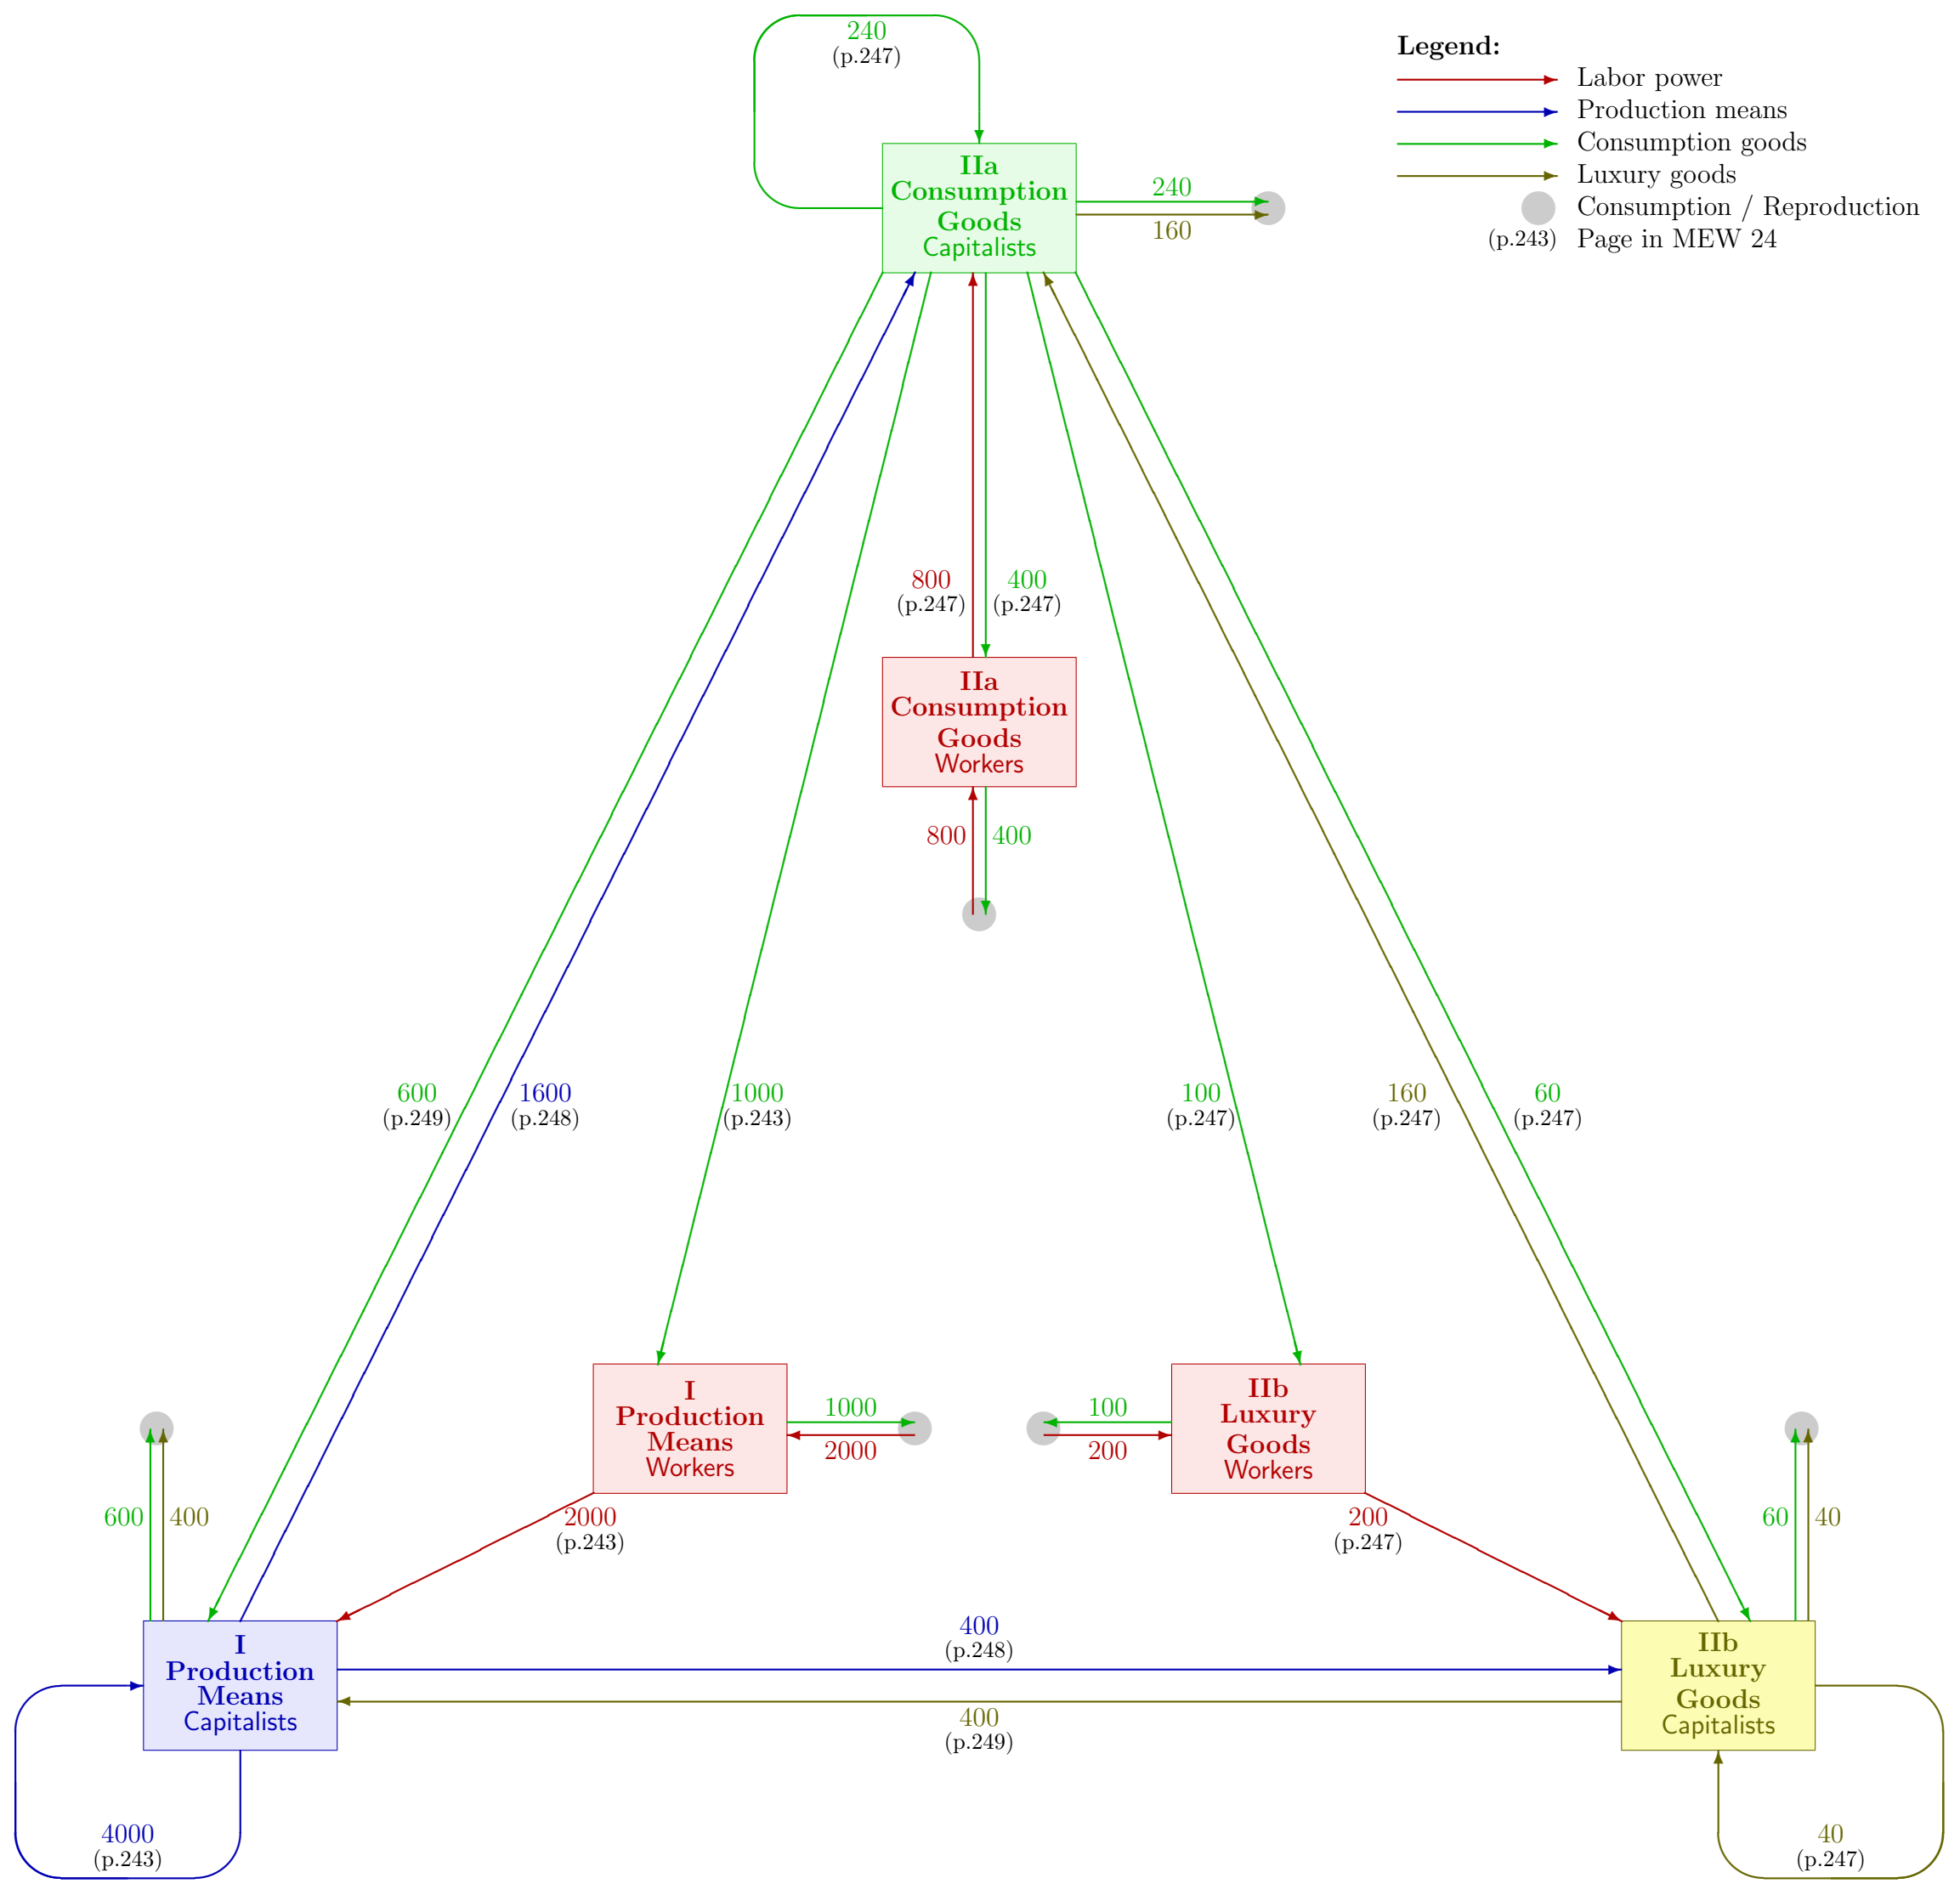 240
(p.247)
Legend:
Labor power
Production means
Consumption goods
Luxury goods
Consumption / Reproduction
(p.243) Page in MEW 24
IIa
Consumption
Goods
Capitalists
240
160
800
(p.247)
400
(p.247)
IIa
Consumption
Goods
Workers
800
400
600
(p.249)
1600
(p.248)
1000
(p.243)
100
(p.247)
160
(p.247)
60
(p.247)
I
Production
Means
Workers
1000
2000
100
200
IIb
Luxury
Goods
Workers
600
400
2000
(p.243)
200
(p.247)
60
40
I
Production
Means
Capitalists
400
(p.248)
400
(p.249)
IIb
Luxury
Goods
Capitalists
4000
(p.243)
40
(p.247)